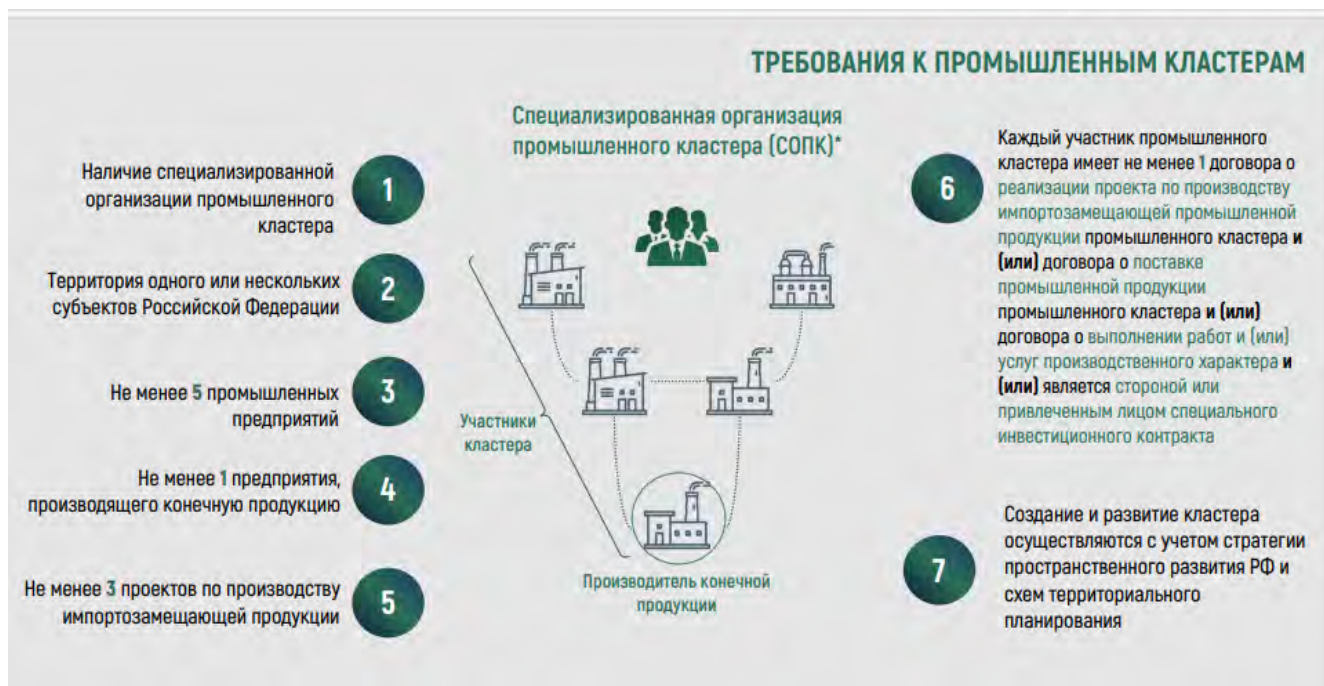 ТРЕБОВАНИЯ К ПРОМЫШЛЕННЫМ КЛАСТЕРАМ
Специализированная организация
промышленного кластера (СОПК)*
1
Наличие специализированной
организации промышленного
кластера
2
Территория одного или нескольких
субъектов Российской Федерации
3
Не менее 5 промышленных
предприятий
4
Не менее 1 предприятия,
производящего конечную продукцию
5
Не менее 3 проектов по производству
импортозамещающей продукции
Участники
кластера
Производитель конечной
продукции
6
Каждый участник промышленного
кластера имеет не менее 1 договора о
реализации проекта по производству
импортозамещающей промышленной
продукции промышленного кластера и
(или) договора о поставке
промышленной продукции
промышленного кластера и (или)
договора о выполнении работ и (или)
услуг производственного характера и
(или) является стороной или
привлеченным лицом специального
инвестиционного контракта
7
Создание и развитие кластера
осуществляются с учетом стратегии
пространственного развития РФ и
схем территориального
планирования